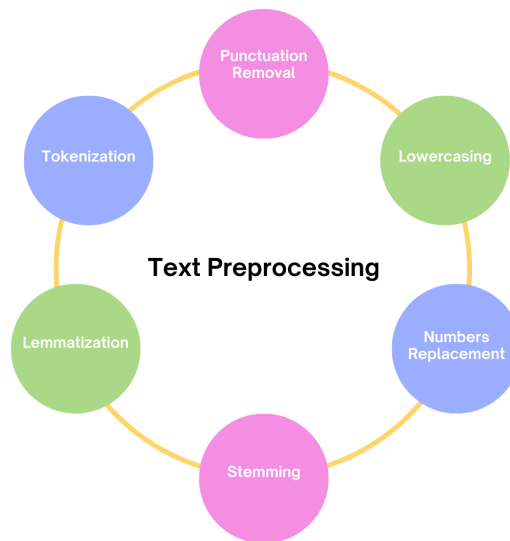 Punctuation
Removal
Tokenization
Lowercasing
Text Preprocessing
Lemmatization
Numbers
Replacement
Stemming